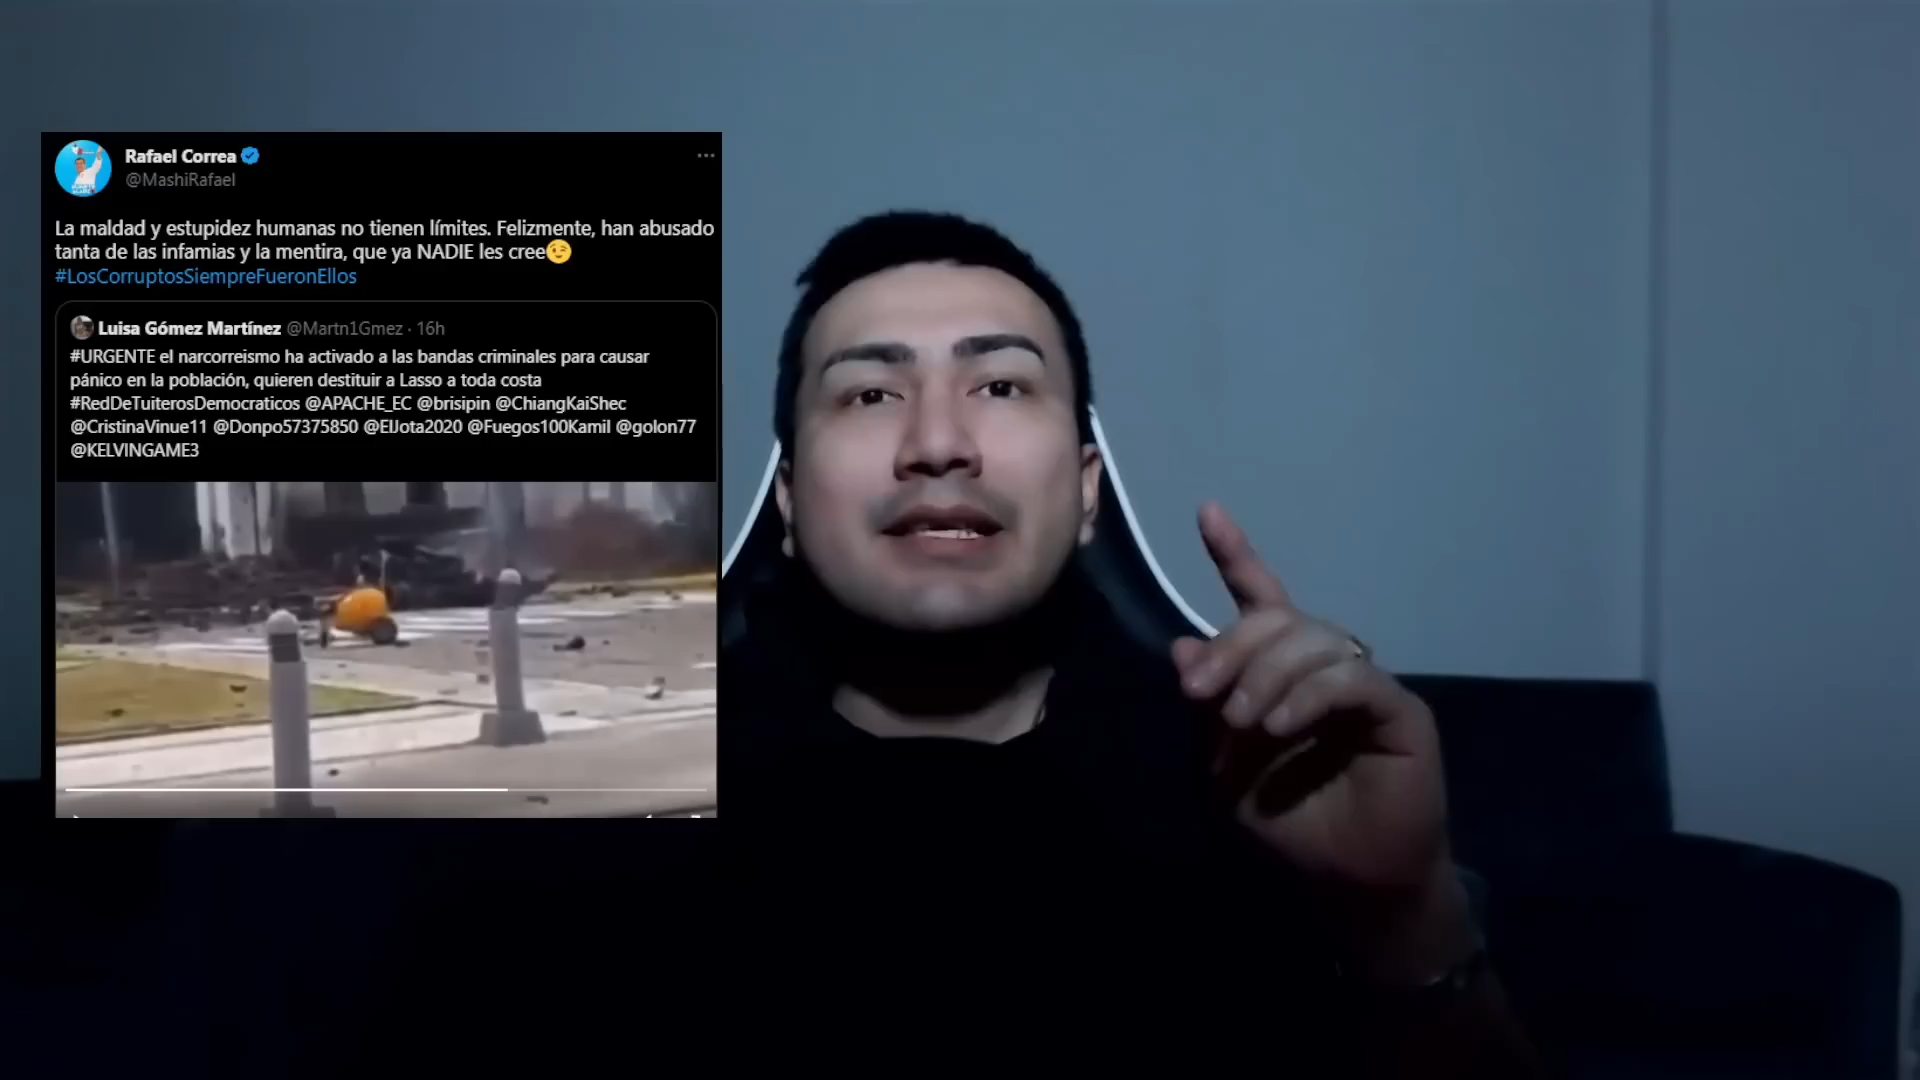 Rafael Correa
@MashiRafael
La maldad y estupidez humanas no tienen límites. Felizmente, han abusado
tanta de las infamias y la mentira, que ya NADIE les cree😉
#LosCorruptosSiempreFueronEllos
Luisa Gómez Martínez @Martn1Gmez · 16h
#URGENTE el narcorreismo ha activado a las bandas criminales para causar
pánico en la población, quieren destituir a Lasso a toda costa
#RedDeTuiterosDemocraticos @APACHE_EC @brisipin @ChiangKaiShec
@CristinaVinue11 @Donpo57375850 @ElJota2020 @Fuegos100Kamil @golon77
@KELVINGAME3